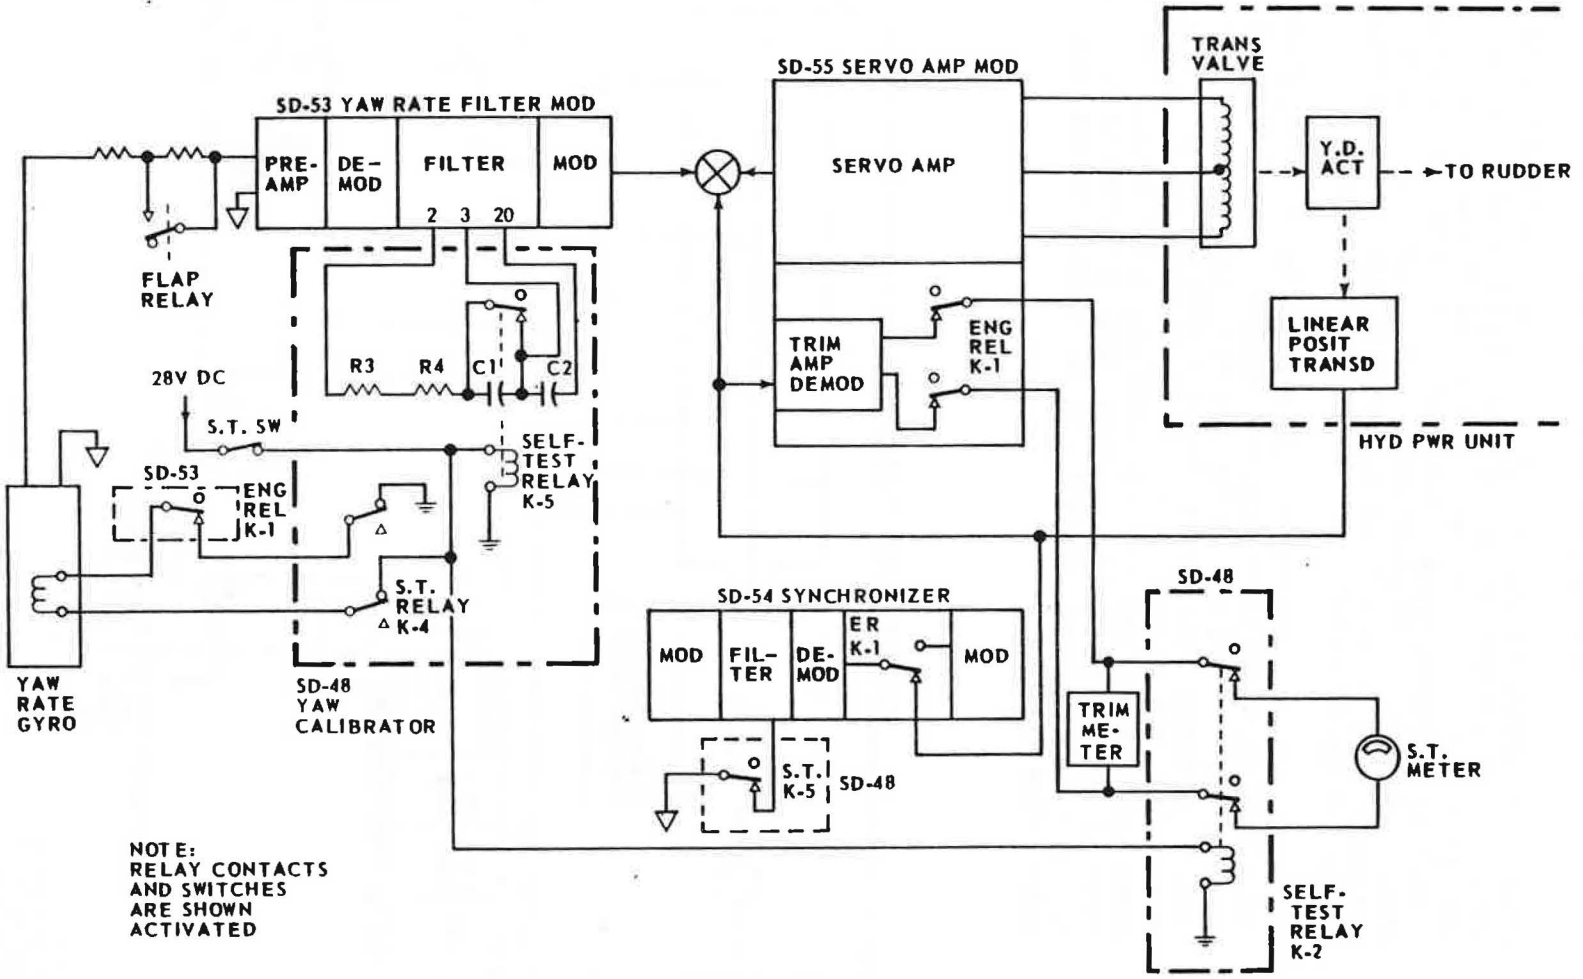 TRANS
VALVE
SD-55 SERVO AMP MOD
SD-53 YAW RATE FILTER MOD
PRE-
AMP
DE-
MOD
FILTER
MOD
2 3 20
SERVO AMP
Y.D.
ACT
TO RUDDER
FLAP
RELAY
LINEAR
POSIT
TRANSD
TRIM
AMP
DEMOD
ENG
REL
K-1
R3 R4 C1 C2
28V DC
S.T. SW
SELF-
TEST
RELAY
K-5
HYD PWR UNIT
SD-53
ENG
REL
K-1
S.T.
RELAY
K-4
SD-48
YAW
CALIBRATOR
YAW
RATE
GYRO
SD-54 SYNCHRONIZER
MOD
FIL-
TER
DE-
MOD
ER
K-1
MOD
S.T.
K-5
SD-48
SD-48
TRIM
ME-
TER
S.T.
METER
SELF-
TEST
RELAY
K-2
NOTE:
RELAY CONTACTS
AND SWITCHES
ARE SHOWN
ACTIVATED